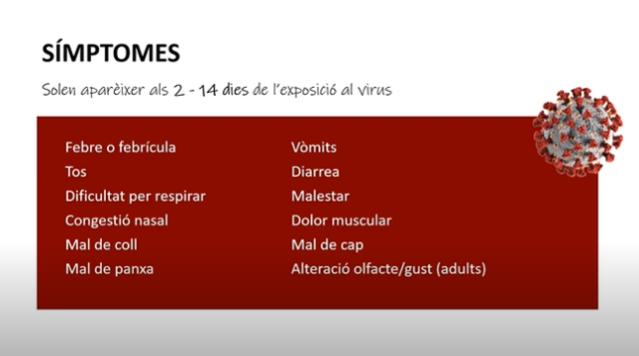 SÍMPTOMES
Solen aparèixer als 2 - 14 dies de l'exposició al virus
Febre o febrícula
Tos
Dificultat per respirar
Congestió nasal
Mal de coll
Mal de panxa
Vòmits
Diarrea
Malestar
Dolor muscular
Mal de cap
Alteració olfacte/gust (adults)